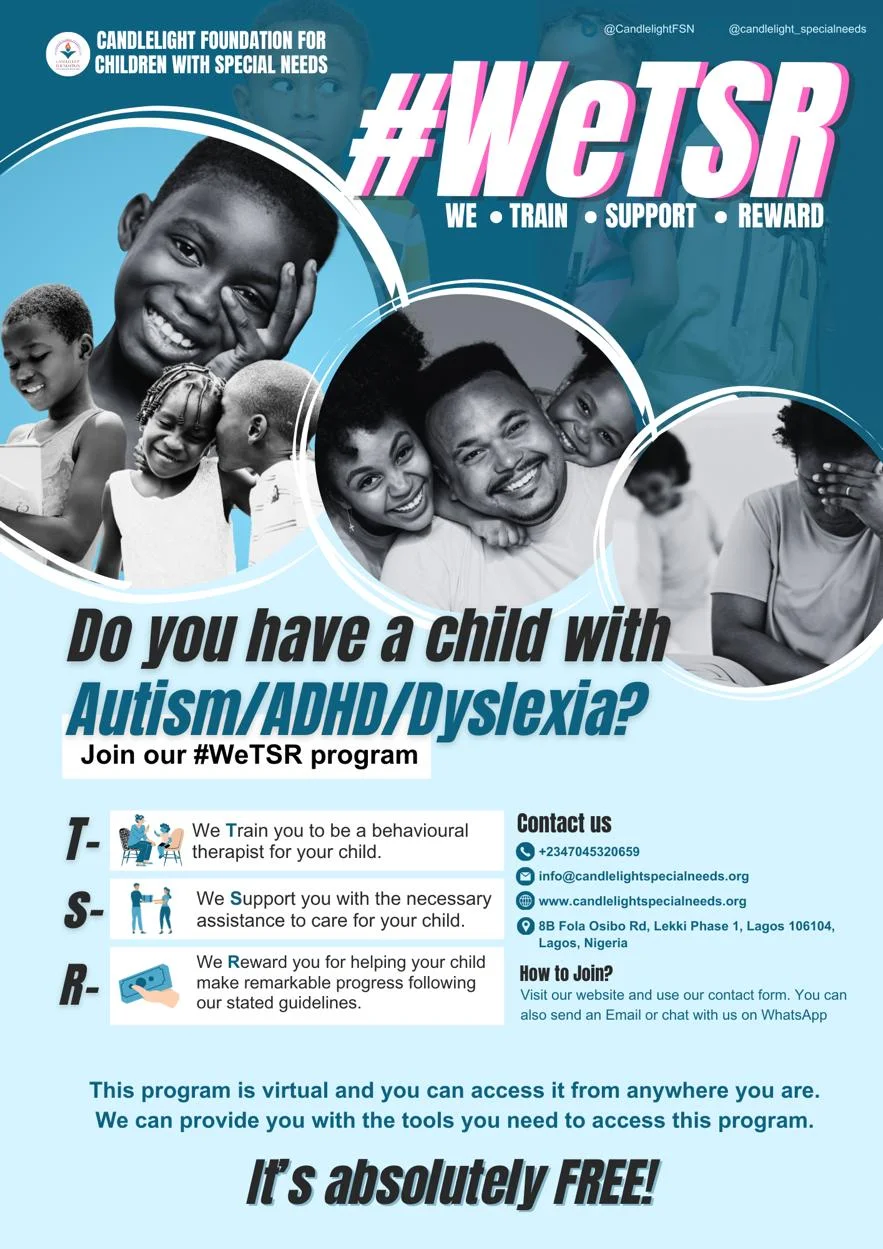 CANDLELIGHT FOUNDATION FOR
CHILDREN WITH SPECIAL NEEDS
@CandlelightFSN @candlelight_specialneeds
#WeTSR
WE • TRAIN • SUPPORT • REWARD
Do you have a child with
Autism/ADHD/Dyslexia?
Join our #WeTSR program
T-
We Train you to be a behavioural
therapist for your child.
S-
We Support you with the necessary
assistance to care for your child.
R-
We Reward you for helping your child
make remarkable progress following
our stated guidelines.
Contact us
+2347045320659
info@candlelightspecialneeds.org
www.candlelightspecialneeds.org
8B Fola Osibo Rd, Lekki Phase 1, Lagos 106104,
Lagos, Nigeria
How to Join?
Visit our website and use our contact form. You can
also send an Email or chat with us on WhatsApp
This program is virtual and you can access it from anywhere you are.
We can provide you with the tools you need to access this program.
It's absolutely FREE!